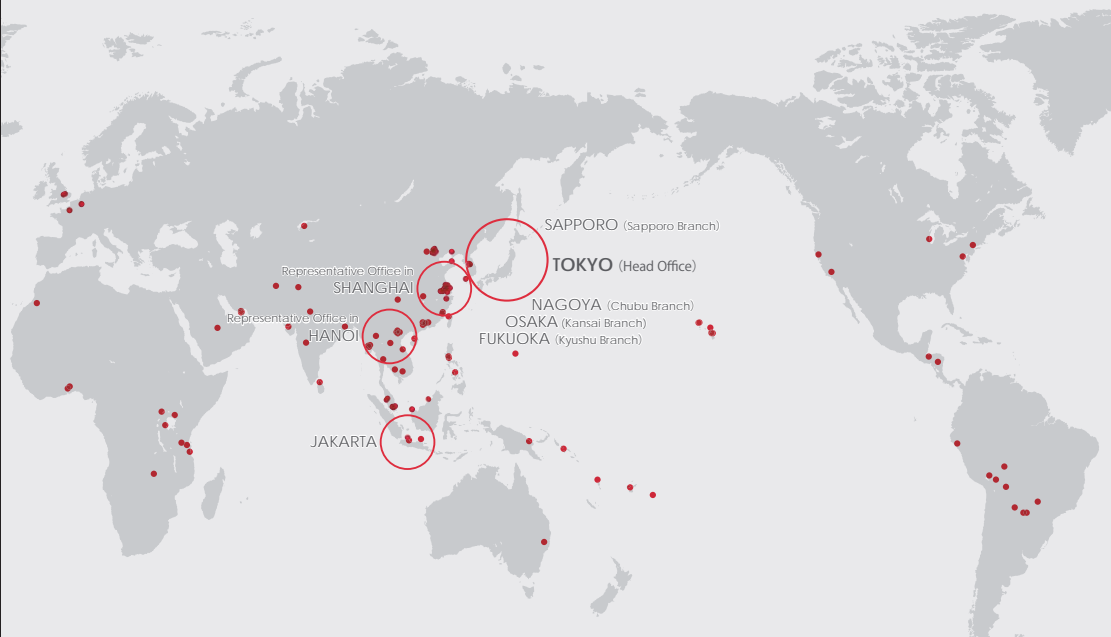 SAPPORO (Sapporo Branch)
TOKYO (Head Office)
Representative Office in
SHANGHAI
NAGOYA (Chubu Branch)
Representative Office in
OSAKA (Kansai Branch)
HANOI
FUKUOKA (Kyushu Branch)
JAKARTA